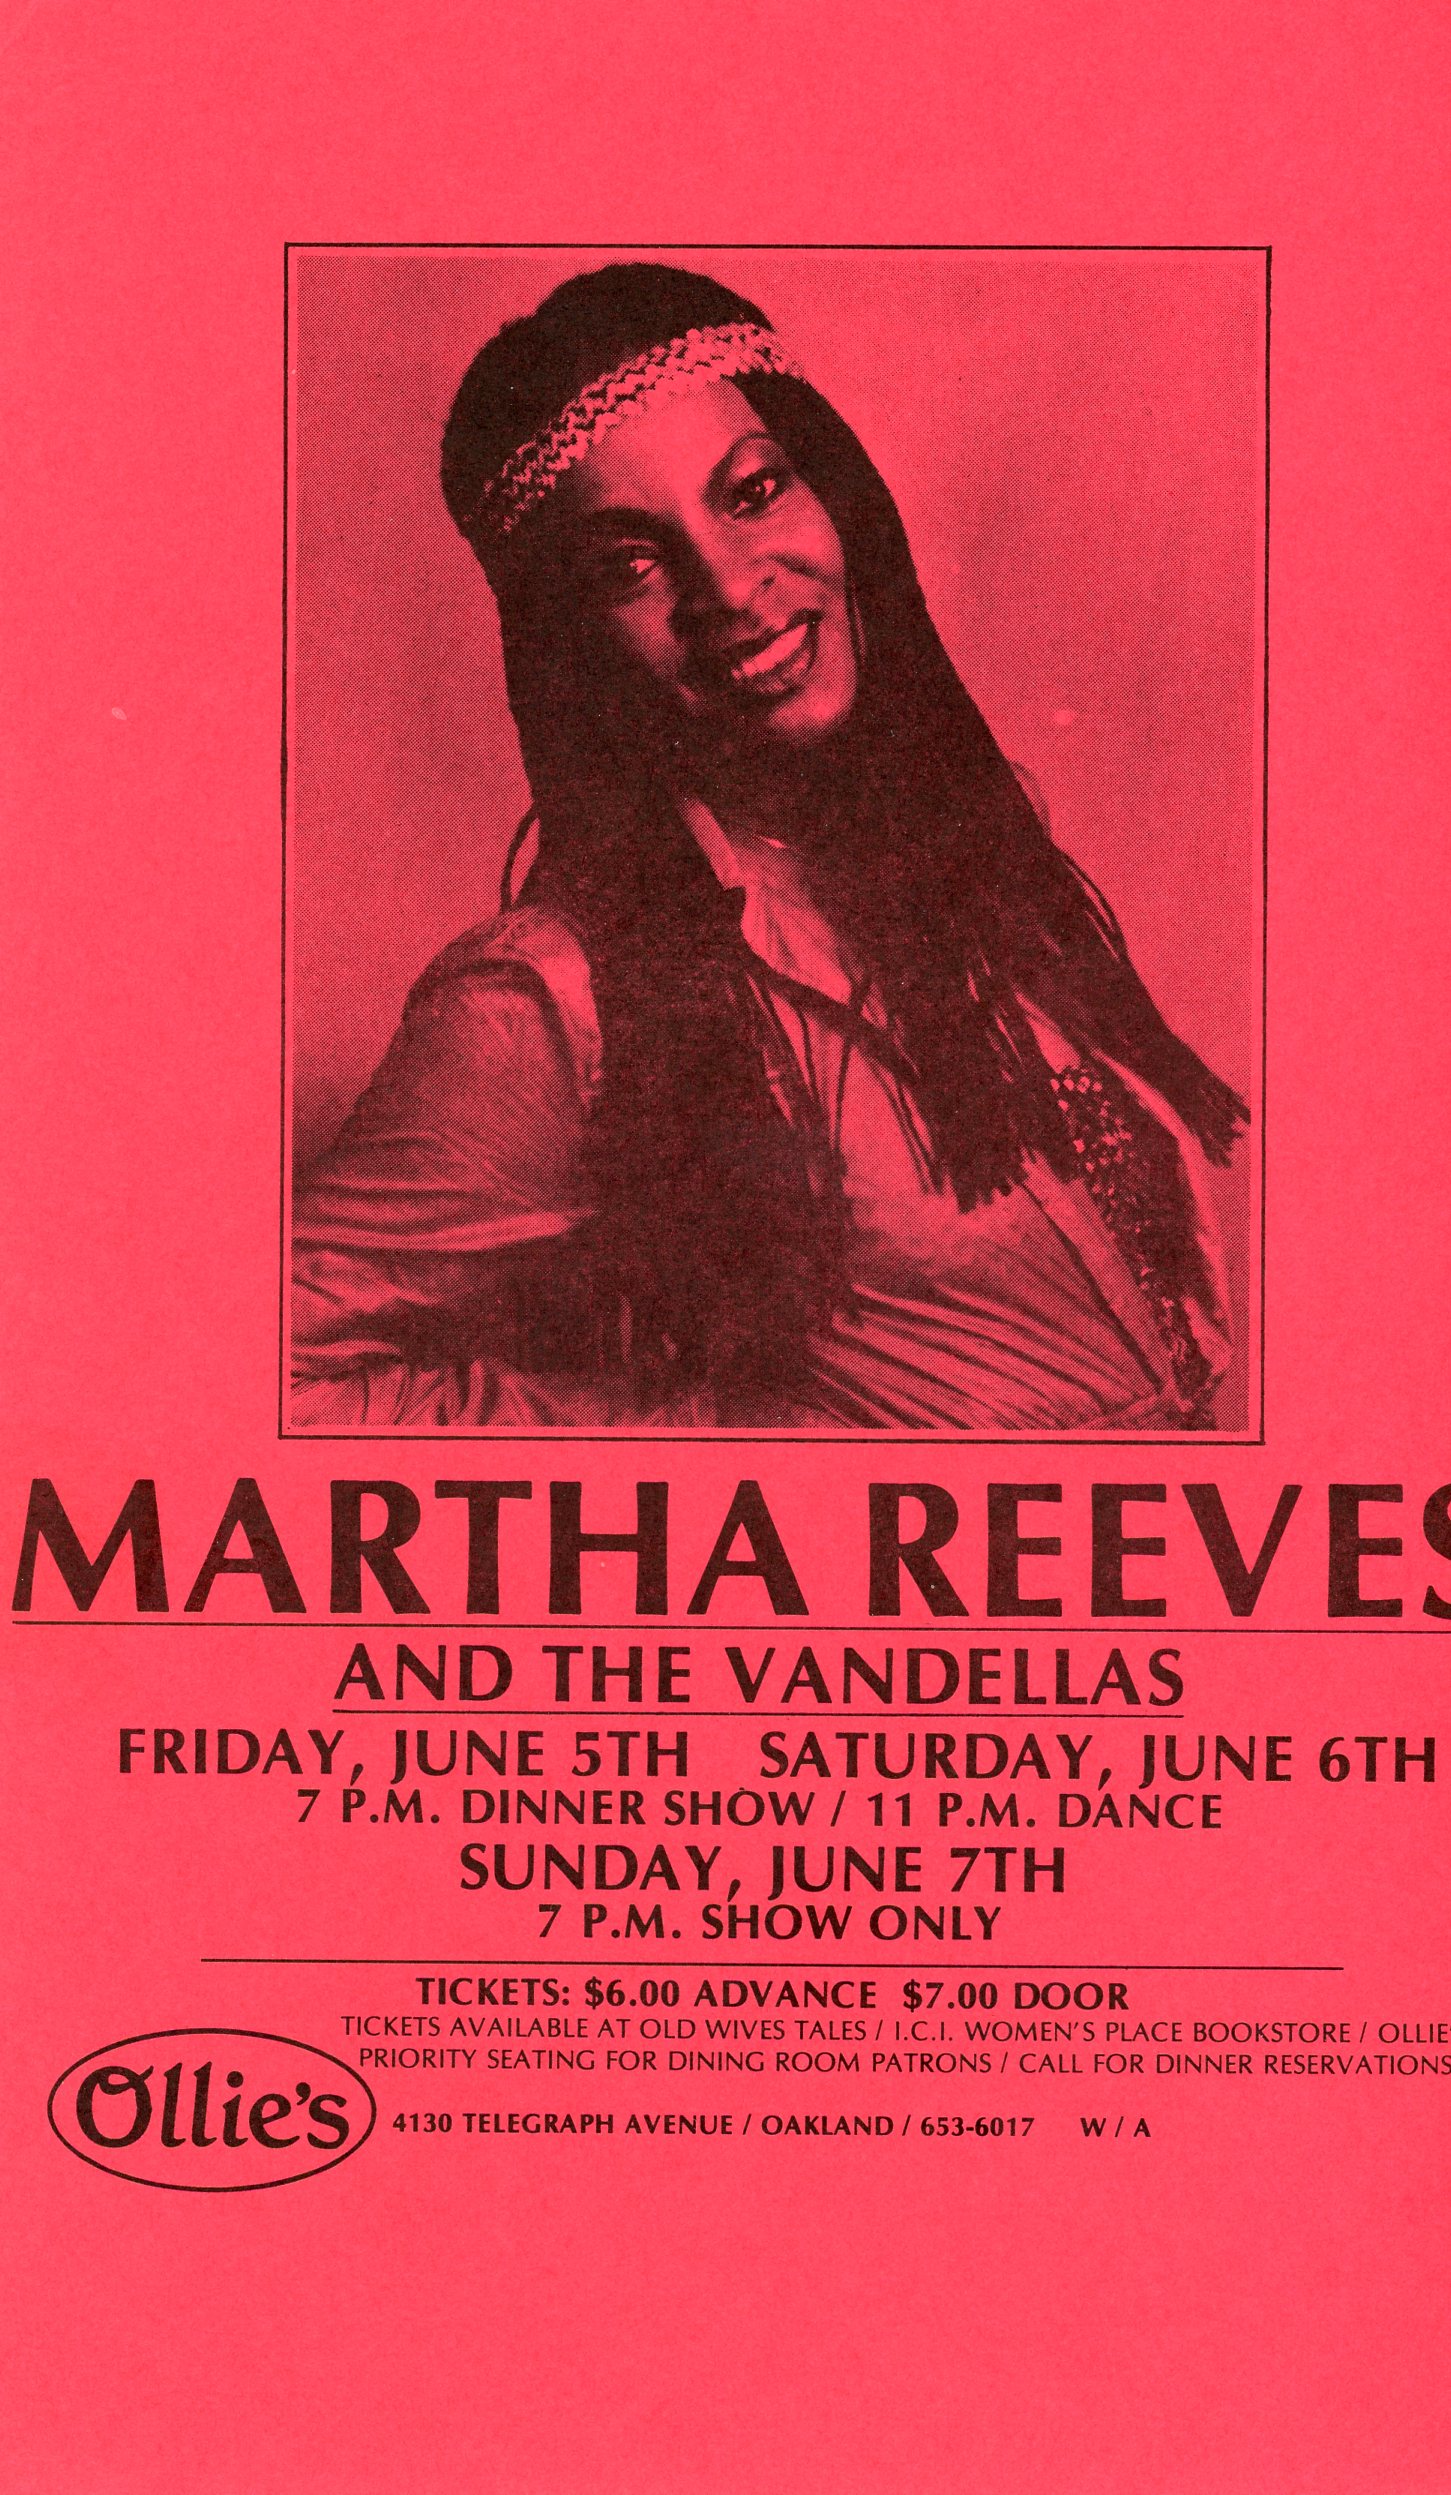 MARTHA REEVES
AND THE VANDELLAS
FRIDAY, JUNE 5TH SATURDAY, JUNE 6TH
7 P.M. DINNER SHOW / 11 P.M. DANCE
SUNDAY, JUNE 7TH
7 P.M. SHOW ONLY
TICKETS: $6.00 ADVANCE $7.00 DOOR
TICKETS AVAILABLE AT OLD WIVES TALES / I.C.I. WOMEN'S PLACE BOOKSTORE / OLLIE
PRIORITY SEATING FOR DINING ROOM PATRONS / CALL FOR DINNER RESERVATIONS
Ollie's
4130 TELEGRAPH AVENUE / OAKLAND / 653-6017 W / A